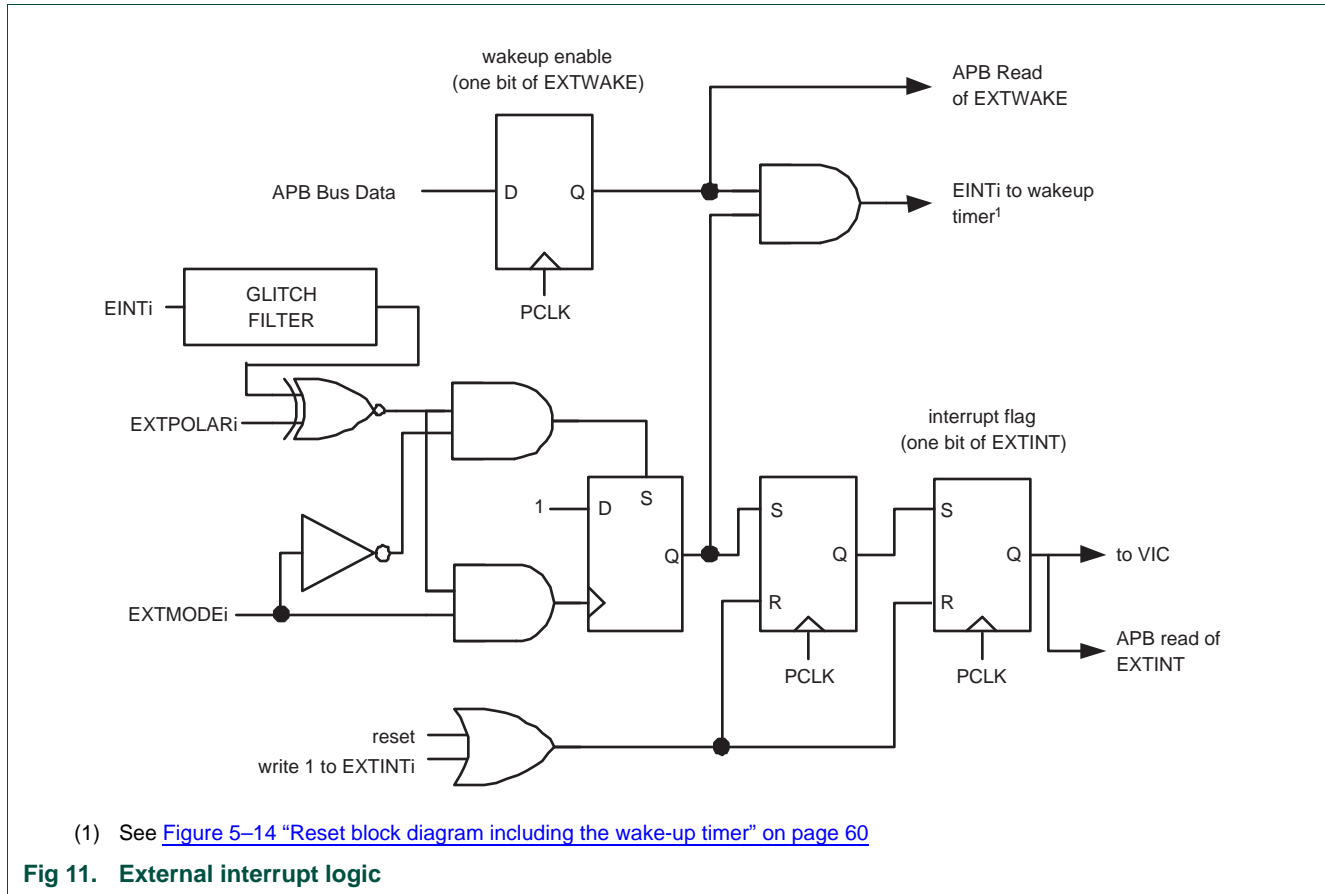 wakeup enable
(one bit of EXTWAKE)
APB Read
of EXTWAKE
APB Bus Data
D
Q
EINTi to wakeup
timer1
PCLK
EINTi
GLITCH
FILTER
EXTPOLARi
interrupt flag
(one bit of EXTINT)
1
D
S
Q
S
Q
R
PCLK
S
Q
R
PCLK
to VIC
APB read of
EXTINT
EXTMODEi
reset
write 1 to EXTINTi
(1) See Figure 5–14 “Reset block diagram including the wake-up timer” on page 60
Fig 11. External interrupt logic